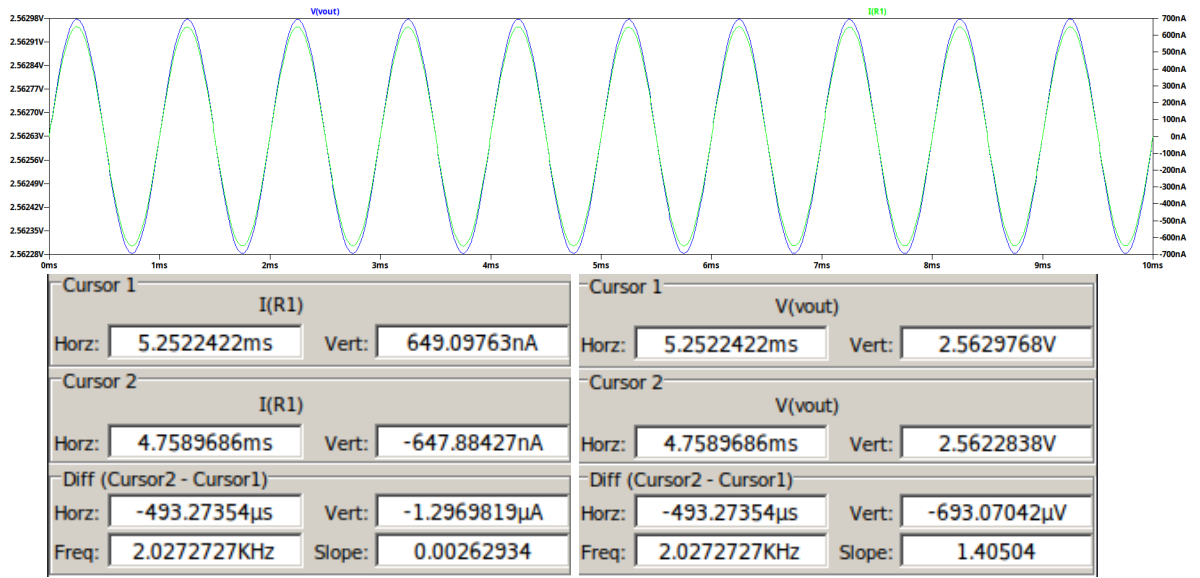 V(vout) I(R1)
2.56298V 700nA
2.56291V 600nA
2.56284V 500nA
2.56277V 400nA
2.56270V 300nA
2.56263V 200nA
2.56256V 100nA
2.56249V 0nA
2.56242V -100nA
2.56235V -200nA
2.56228V -300nA
-400nA
-500nA
-600nA
-700nA
0ms 1ms 2ms 3ms 4ms 5ms 6ms 7ms 8ms 9ms 10ms
Cursor 1
I(R1)
Horz: 5.2522422ms Vert: 649.09763nA
Cursor 2
I(R1)
Horz: 4.7589686ms Vert: -647.88427nA
Diff (Cursor2 - Cursor1)
Horz: -493.27354µs Vert: -1.2969819µA
Freq: 2.0272727KHz Slope: 0.00262934
Cursor 1
V(vout)
Horz: 5.2522422ms Vert: 2.5629768V
Cursor 2
V(vout)
Horz: 4.7589686ms Vert: 2.5622838V
Diff (Cursor2 - Cursor1)
Horz: -493.27354µs Vert: -693.07042µV
Freq: 2.0272727KHz Slope: 1.40504